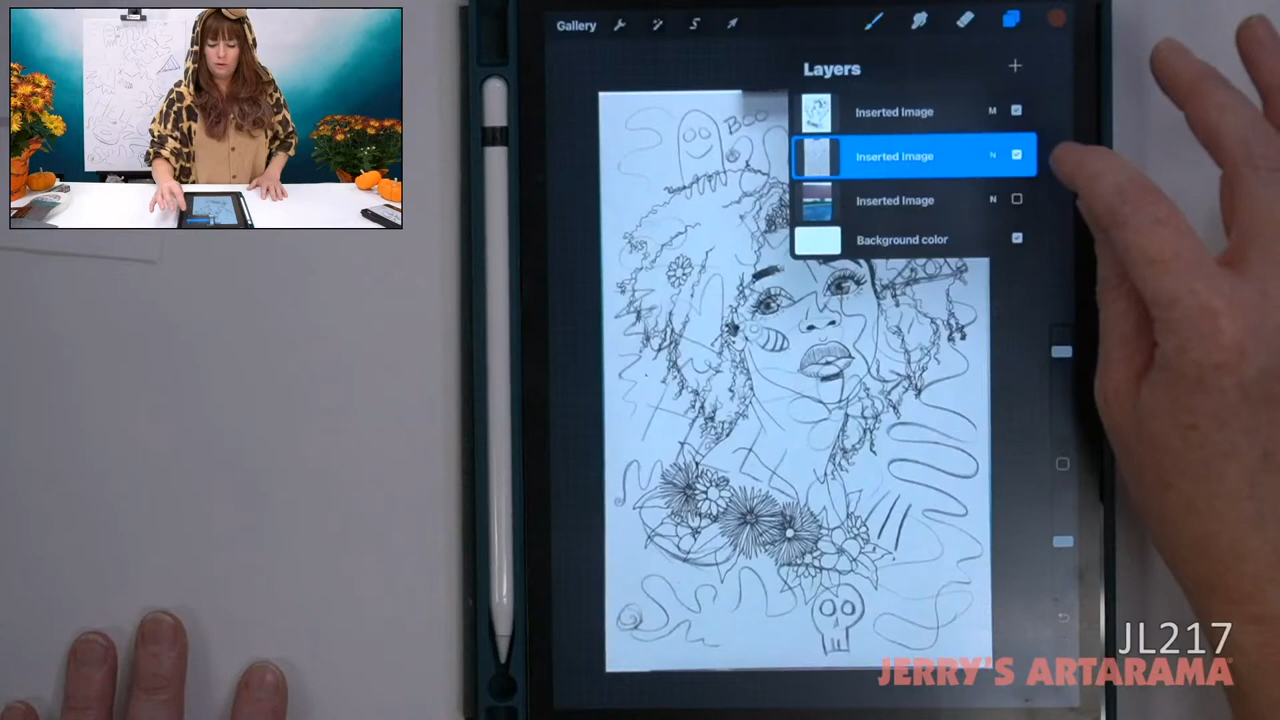 Gallery
Layers
Inserted Image M
Inserted Image N
Inserted Image N
Background color
BOO
JL217
JERRY'S ARTARAMA